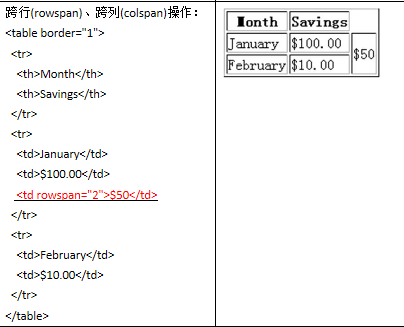 跨行(rowspan)、跨列(colspan)操作：
<table border="1">
<tr>
<th>Month</th>
<th>Savings</th>
</tr>
<tr>
<td>January</td>
<td>$100.00</td>
<td rowspan="2">$50</td>
</tr>
<tr>
<td>February</td>
<td>$10.00</td>
</tr>
</table>
Month Savings
January $100.00
$50
February $10.00